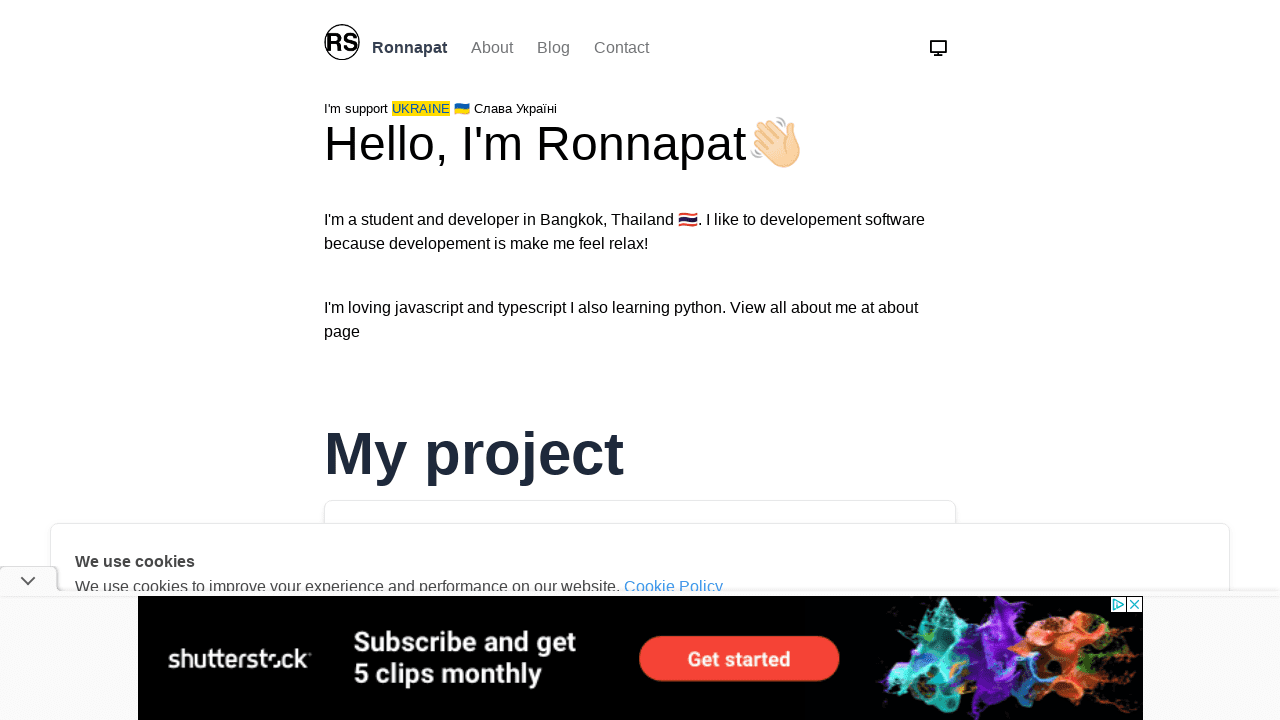 RS Ronnapat About Blog Contact
I'm support UKRAINE 🇺🇦 Слава Україні
Hello, I'm Ronnapat👋🏻
I'm a student and developer in Bangkok, Thailand 🇹🇭. I like to developement software
because developement is make me feel relax!
I'm loving javascript and typescript I also learning python. View all about me at about
page
My project
We use cookies
We use cookies to improve your experience and performance on our website. Cookie Policy
shutterstock
Subscribe and get
5 clips monthly
Get started